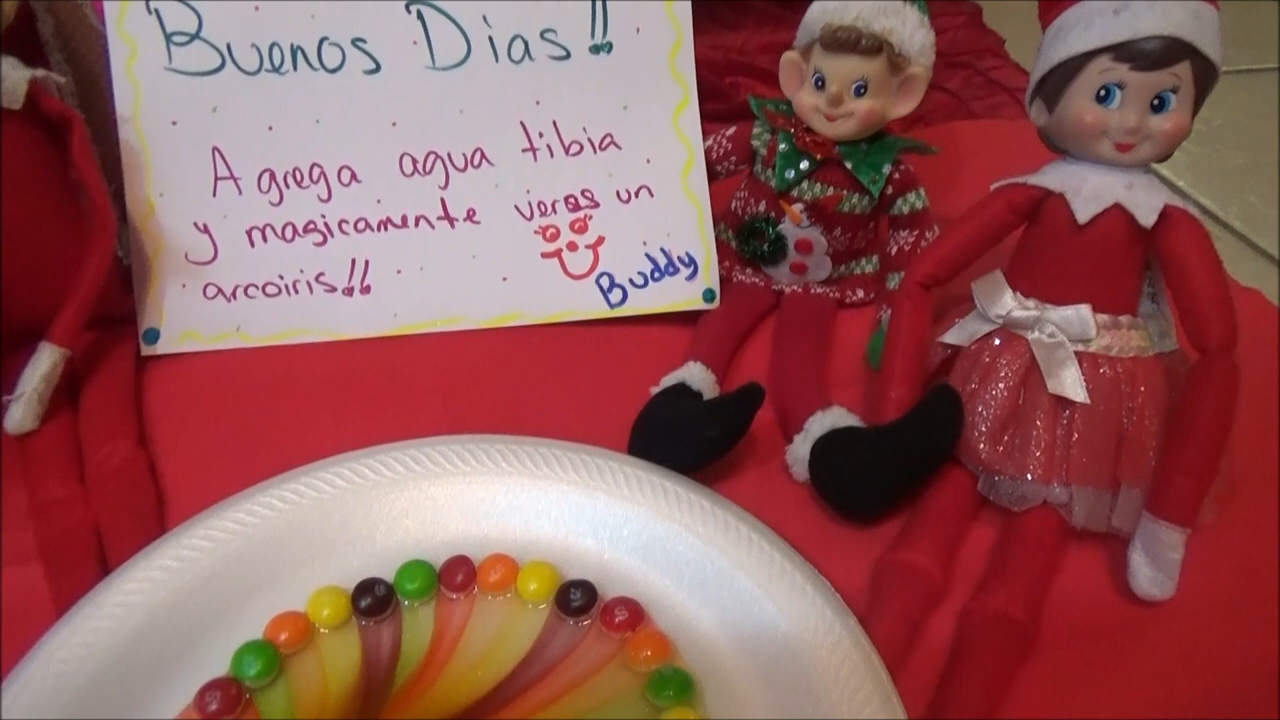 Buenos Dias!!
Agrega agua tibia
y magicamente veras un
arcoiris!!
Buddy